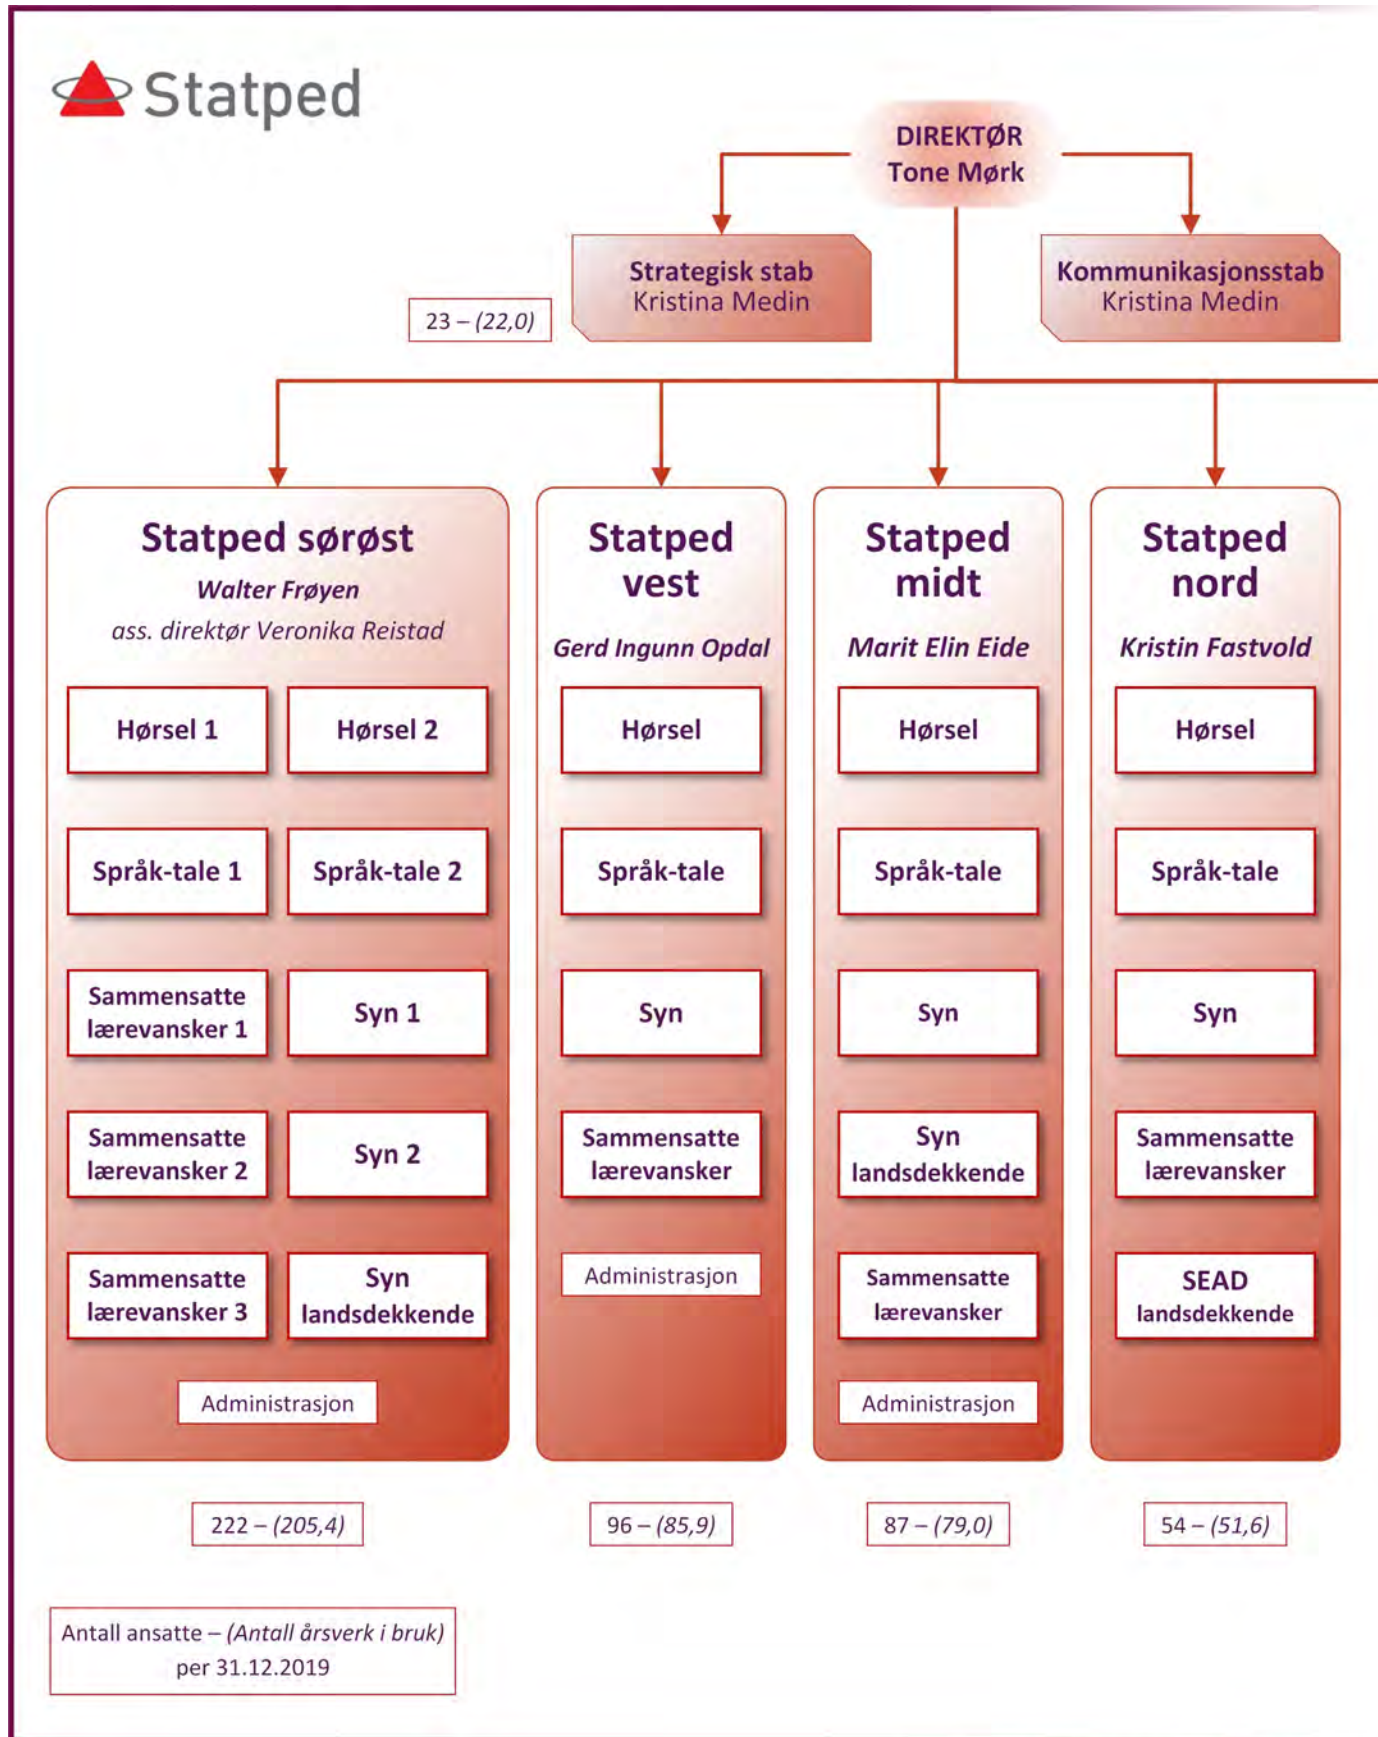 Statped
DIREKTØR
Tone Mørk
Strategisk stab
Kristina Medin
Kommunikasjonsstab
Kristina Medin
23 – (22,0)
Statped sørøst
Walter Frøyen
ass. direktør Veronika Reistad
Hørsel 1
Hørsel 2
Språk-tale 1
Språk-tale 2
Sammensatte
lærevansker 1
Syn 1
Sammensatte
lærevansker 2
Syn 2
Sammensatte
lærevansker 3
Syn
landsdekkende
Administrasjon
222 – (205,4)
Statped
vest
Gerd Ingunn Opdal
Hørsel
Språk-tale
Syn
Sammensatte
lærevansker
Administrasjon
96 – (85,9)
Statped
midt
Marit Elin Eide
Hørsel
Språk-tale
Syn
Syn
landsdekkende
Sammensatte
lærevansker
Administrasjon
87 – (79,0)
Statped
nord
Kristin Fastvold
Hørsel
Språk-tale
Syn
Sammensatte
lærevansker
SEAD
landsdekkende
54 – (51,6)
Antall ansatte – (Antall årsverk i bruk)
per 31.12.2019